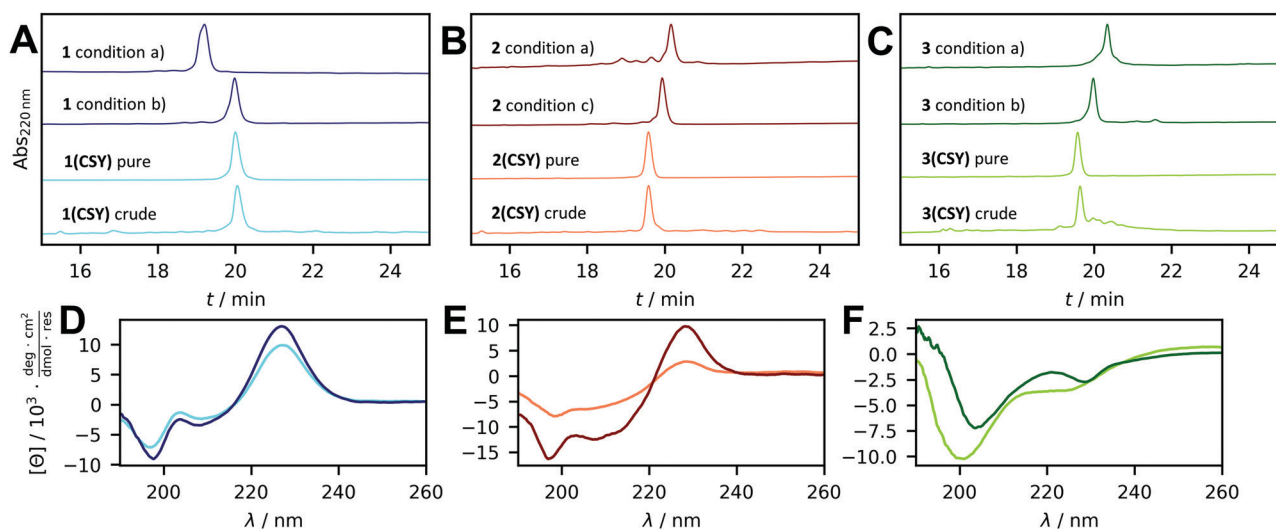 A
1 condition a)
1 condition b)
1(CSY) pure
1(CSY) crude
Abs220 nm
16 18 20 22 24
t / min
B
2 condition a)
2 condition c)
2(CSY) pure
2(CSY) crude
16 18 20 22 24
t / min
C
3 condition a)
3 condition b)
3(CSY) pure
3(CSY) crude
16 18 20 22 24
t / min
D
[Θ] / 10³ · deg · cm² / dmol · res
10
5
0
−5
−10
200 220 240 260
λ / nm
E
10
5
0
−5
−10
−15
200 220 240 260
λ / nm
F
2.5
0.0
−2.5
−5.0
−7.5
−10.0
200 220 240 260
λ / nm